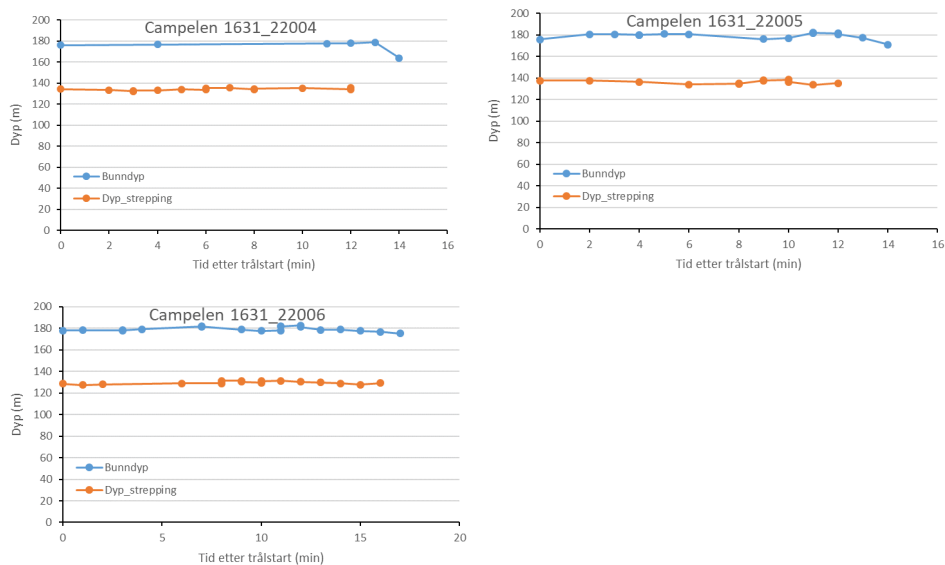 Campelen 1631_22004
200
180
160
140
120
100
80
60
40
20
0
Dyp (m)
Bunndyp
Dyp_strepping
0 2 4 6 8 10 12 14 16
Tid etter trålstart (min)
Campelen 1631_22005
200
180
160
140
120
100
80
60
40
20
0
Dyp (m)
Bunndyp
Dyp_strepping
0 2 4 6 8 10 12 14 16
Tid etter trålstart (min)
Campelen 1631_22006
200
180
160
140
120
100
80
60
40
20
0
Dyp (m)
Bunndyp
Dyp_strepping
0 5 10 15 20
Tid etter trålstart (min)